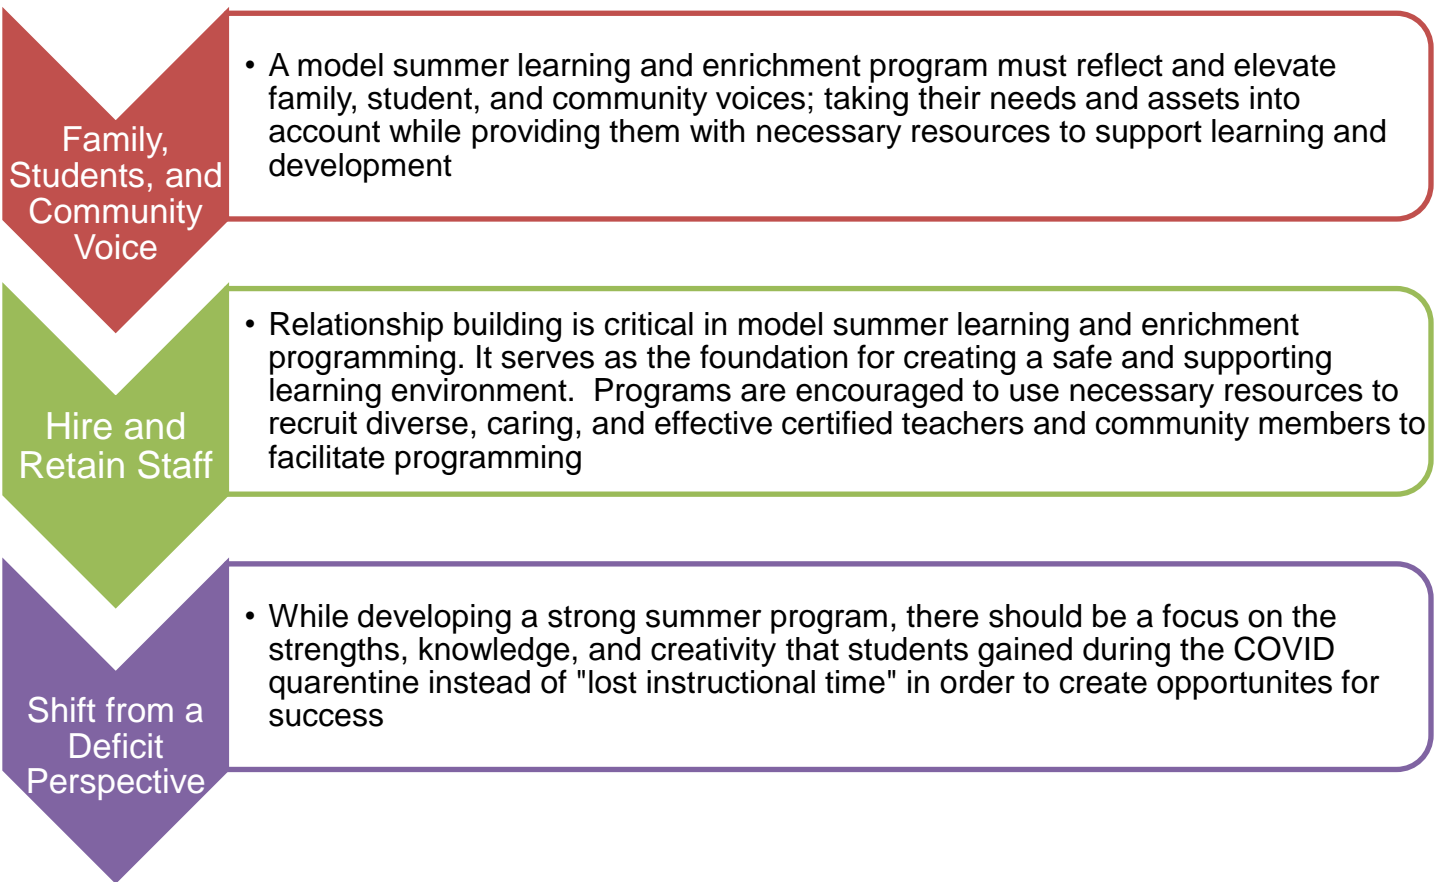 Family,
Students, and
Community
Voice
• A model summer learning and enrichment program must reflect and elevate
family, student, and community voices; taking their needs and assets into
account while providing them with necessary resources to support learning and
development
Hire and
Retain Staff
• Relationship building is critical in model summer learning and enrichment
programming. It serves as the foundation for creating a safe and supporting
learning environment.  Programs are encouraged to use necessary resources to
recruit diverse, caring, and effective certified teachers and community members to
facilitate programming
Shift from a
Deficit
Perspective
• While developing a strong summer program, there should be a focus on the
strengths, knowledge, and creativity that students gained during the COVID
quarentine instead of "lost instructional time" in order to create opportunites for
success